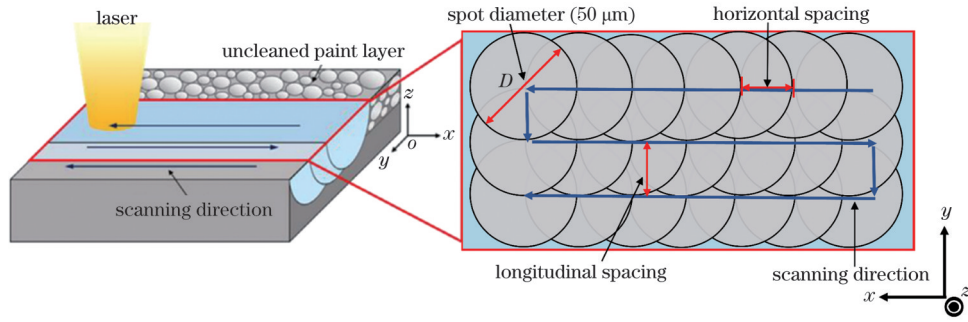 laser
uncleaned paint layer
z
o
x
y
scanning direction
spot diameter (50 μm)
horizontal spacing
D
longitudinal spacing
scanning direction
y
x
z